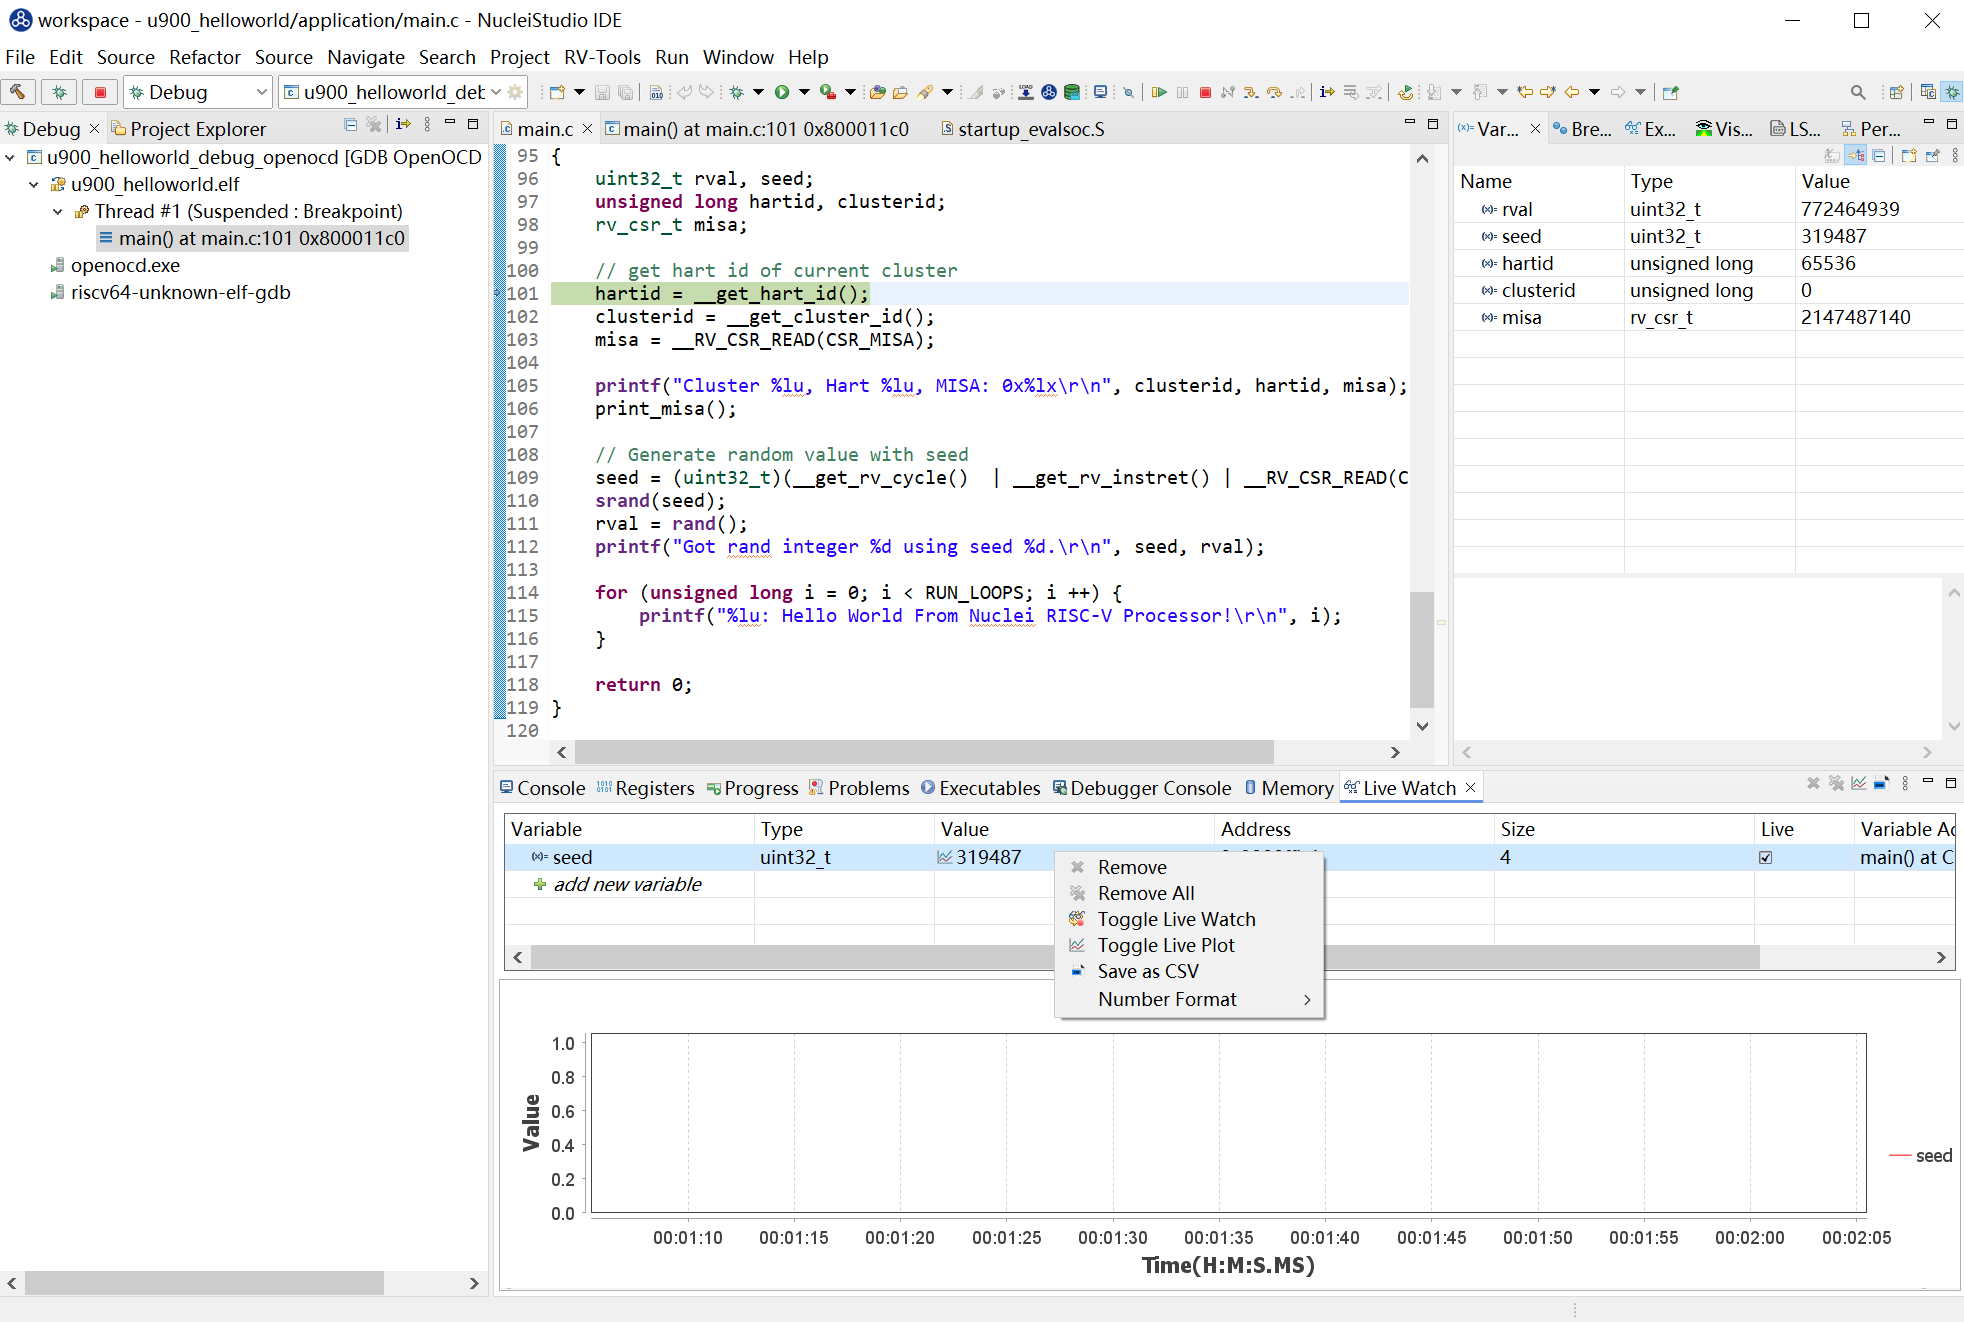 workspace - u900_helloworld/application/main.c - NucleiStudio IDE
File Edit Source Refactor Source Navigate Search Project RV-Tools Run Window Help
Debug u900_helloworld_deb
Debug Project Explorer
u900_helloworld_debug_openocd [GDB OpenOCD
u900_helloworld.elf
Thread #1 (Suspended : Breakpoint)
main() at main.c:101 0x800011c0
openocd.exe
riscv64-unknown-elf-gdb
main.c main() at main.c:101 0x800011c0 startup_evalsoc.S
95 {
96 uint32_t rval, seed;
97 unsigned long hartid, clusterid;
98 rv_csr_t misa;
99
100 // get hart id of current cluster
101 hartid = __get_hart_id();
102 clusterid = __get_cluster_id();
103 misa = __RV_CSR_READ(CSR_MISA);
104
105 printf("Cluster %lu, Hart %lu, MISA: 0x%lx\r\n", clusterid, hartid, misa);
106 print_misa();
107
108 // Generate random value with seed
109 seed = (uint32_t)(__get_rv_cycle() | __get_rv_instret() | __RV_CSR_READ(C
110 srand(seed);
111 rval = rand();
112 printf("Got rand integer %d using seed %d.\r\n", seed, rval);
113
114 for (unsigned long i = 0; i < RUN_LOOPS; i ++) {
115 printf("%lu: Hello World From Nuclei RISC-V Processor!\r\n", i);
116 }
117
118 return 0;
119 }
120
Var... Bre... Ex... Vis... LS... Per...
Name Type Value
rval uint32_t 772464939
seed uint32_t 319487
hartid unsigned long 65536
clusterid unsigned long 0
misa rv_csr_t 2147487140
Console Registers Progress Problems Executables Debugger Console Memory Live Watch
Variable Type Value Address Size Live Variable Ac
seed uint32_t 319487 4 main() at C
add new variable
Remove
Remove All
Toggle Live Watch
Toggle Live Plot
Save as CSV
Number Format
1.0
0.8
0.6
0.4
0.2
0.0
Value
seed
00:01:10 00:01:15 00:01:20 00:01:25 00:01:30 00:01:35 00:01:40 00:01:45 00:01:50 00:01:55 00:02:00 00:02:05
Time(H:M:S.MS)